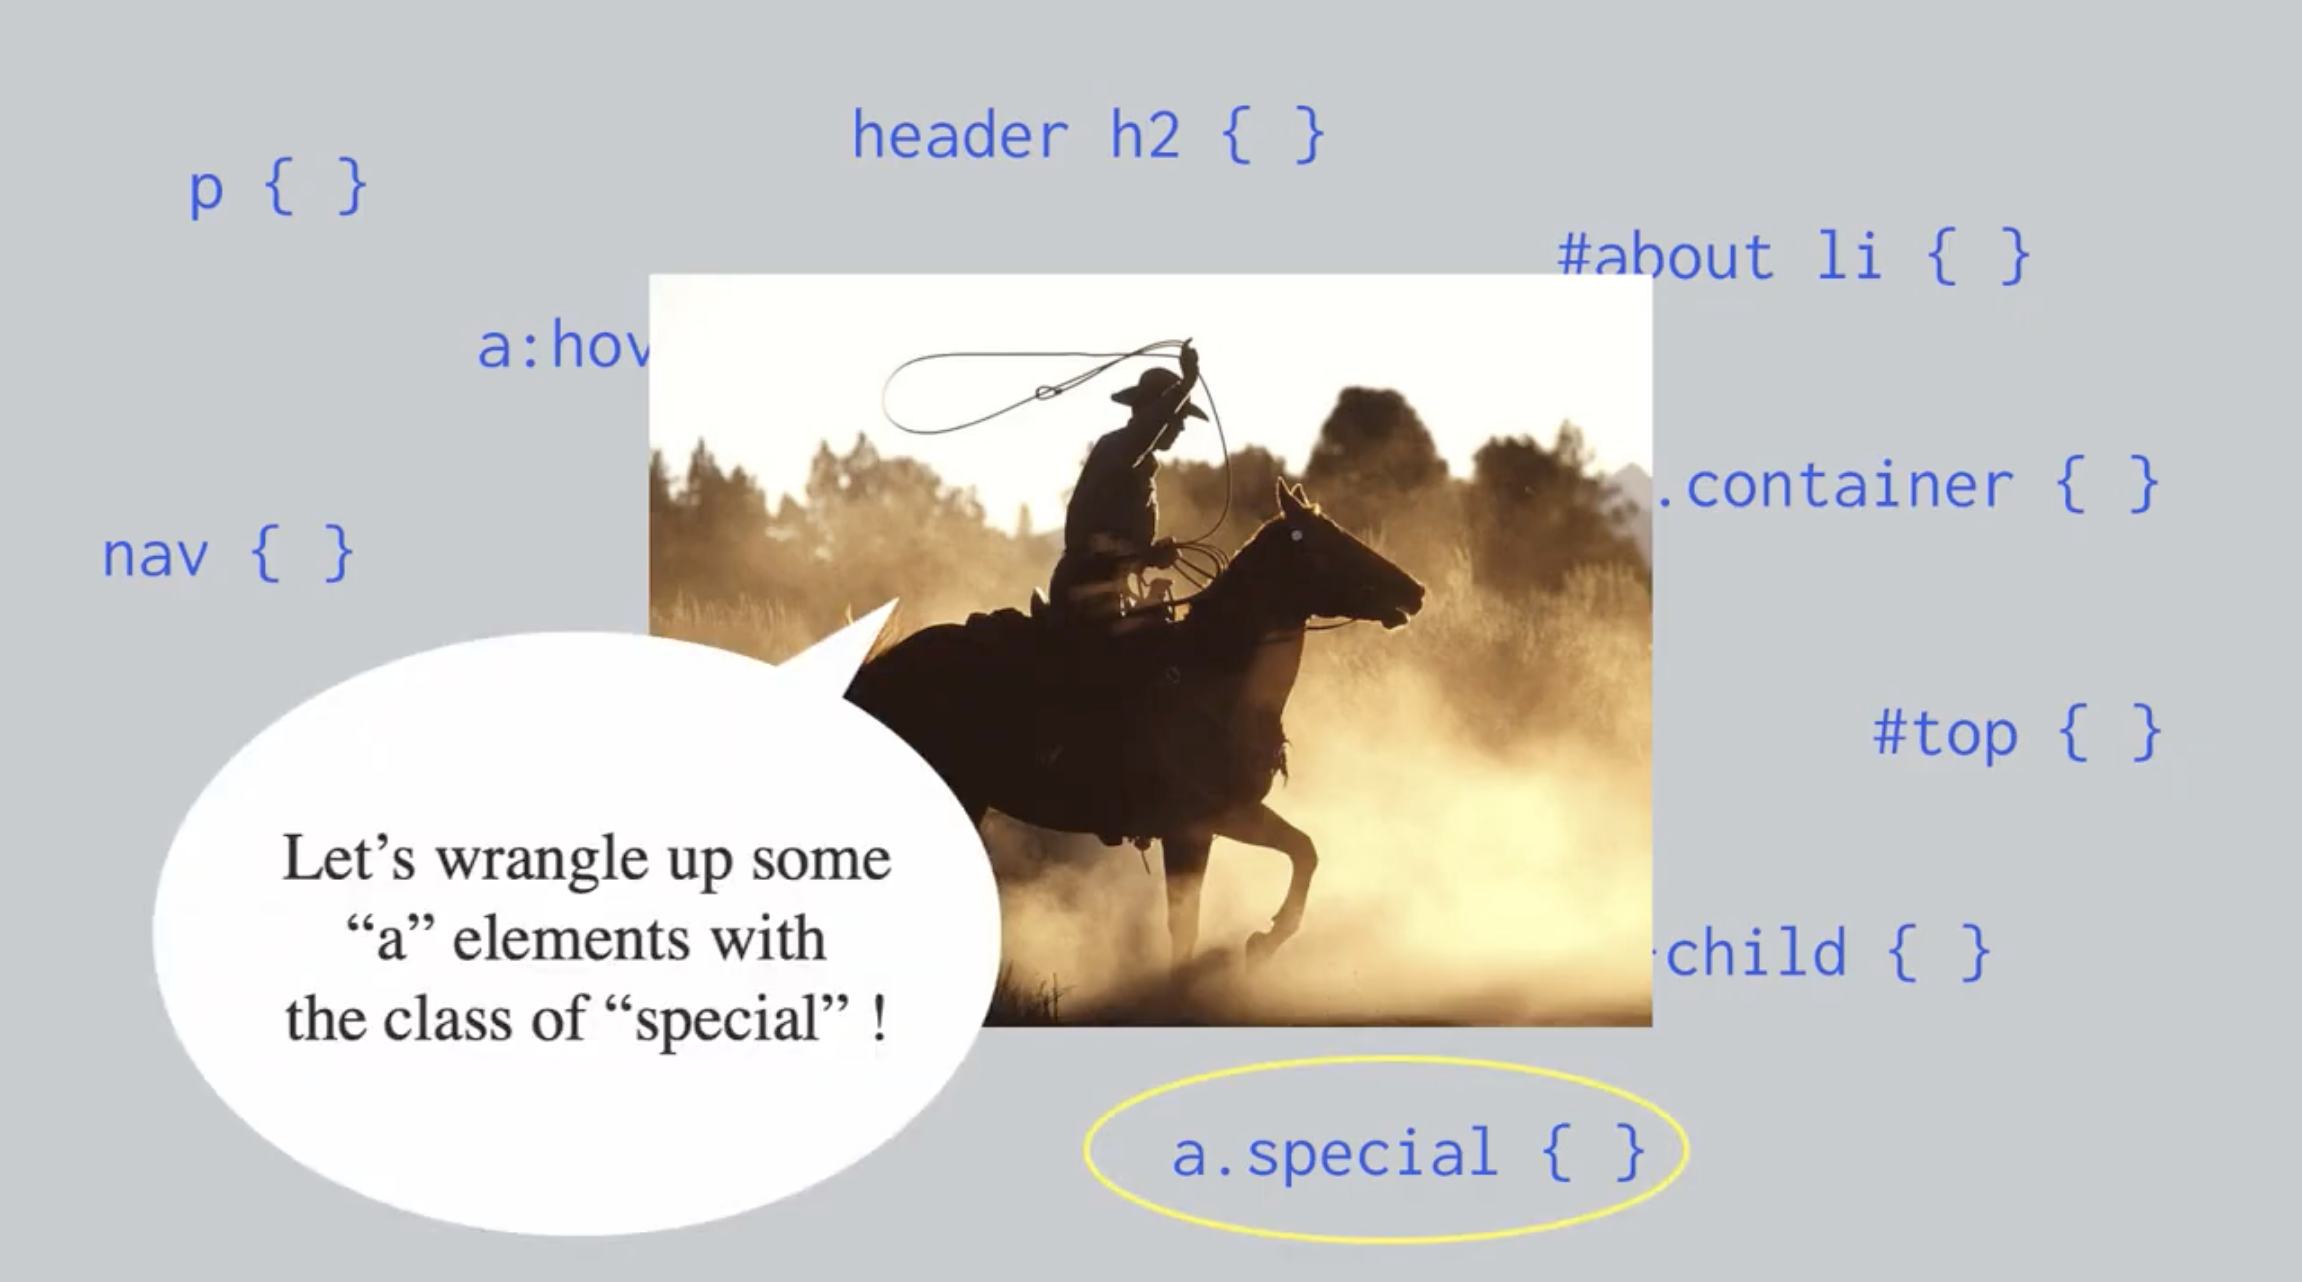 header h2 { }
p { }
#about li { }
a:hov
.container { }
nav { }
#top { }
Let’s wrangle up some
“a” elements with
the class of “special” !
-child { }
a.special { }